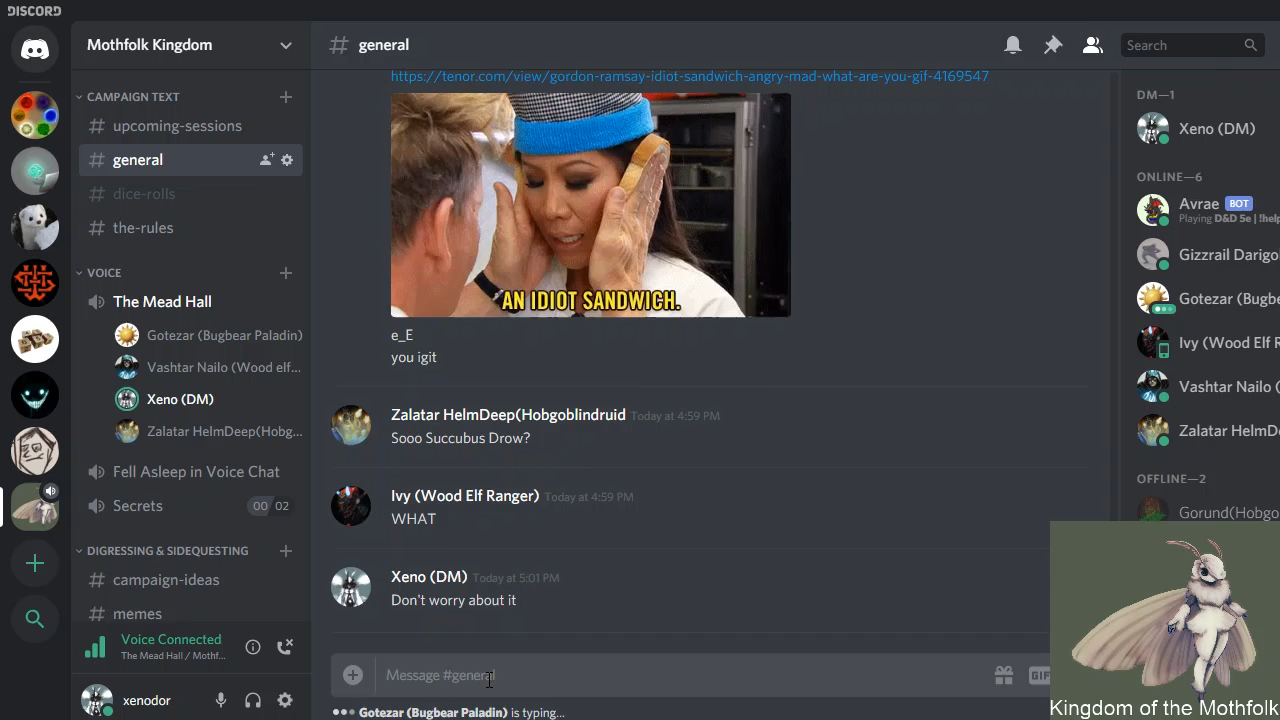 DISCORD
Mothfolk Kingdom
CAMPAIGN TEXT
# upcoming-sessions
# general
# dice-rolls
# the-rules
VOICE
The Mead Hall
Gotezar (Bugbear Paladin)
Vashtar Nailo (Wood elf...
Xeno (DM)
Zalatar HelmDeep(Hobg...
Fell Asleep in Voice Chat
Secrets 00 02
DIGRESSING & SIDEQUESTING
# campaign-ideas
# memes
Voice Connected
The Mead Hall / Mothf...
xenodor
# general
Search
https://tenor.com/view/gordon-ramsay-idiot-sandwich-angry-mad-what-are-you-gif-4169547
AN IDIOT SANDWICH.
e_E
you igit
Zalatar HelmDeep(Hobgoblindruid Today at 4:59 PM
Sooo Succubus Drow?
Ivy (Wood Elf Ranger) Today at 4:59 PM
WHAT
Xeno (DM) Today at 5:01 PM
Don't worry about it
Message #general
GIF
Gotezar (Bugbear Paladin) is typing...
DM—1
Xeno (DM)
ONLINE—6
Avrae BOT
Playing D&D 5e | !help
Gizzrail Darigo
Gotezar (Bugbe
Ivy (Wood Elf R
Vashtar Nailo (
Zalatar HelmD
OFFLINE—2
Gorund(Hobgo
Kingdom of the Mothfolk